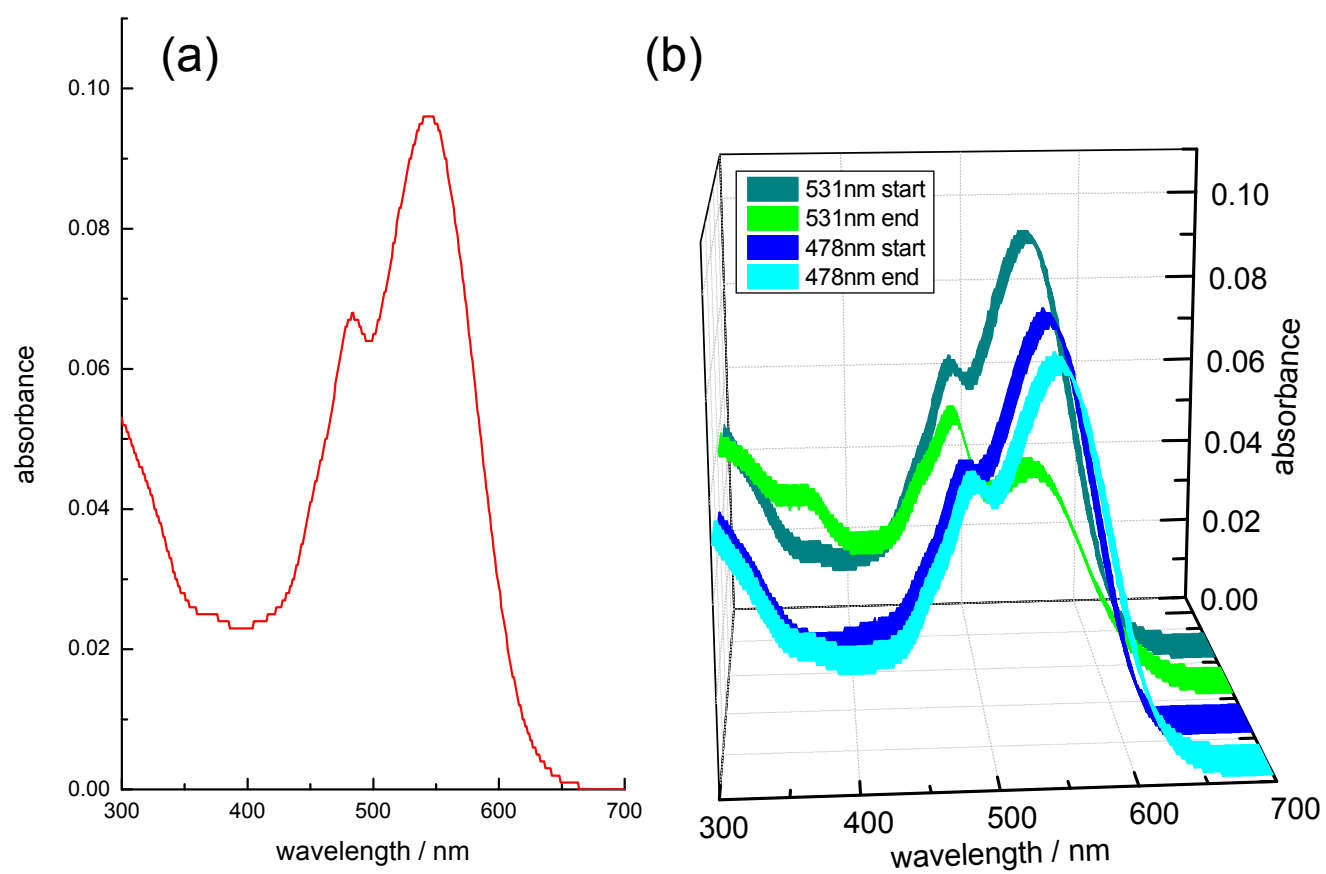 (a)
0.10
0.08
0.06
0.04
0.02
0.00
absorbance
300 400 500 600 700
wavelength / nm
(b)
531nm start
531nm end
478nm start
478nm end
0.10
0.08
0.06
0.04
0.02
0.00
absorbance
300 400 500 600 700
wavelength / nm